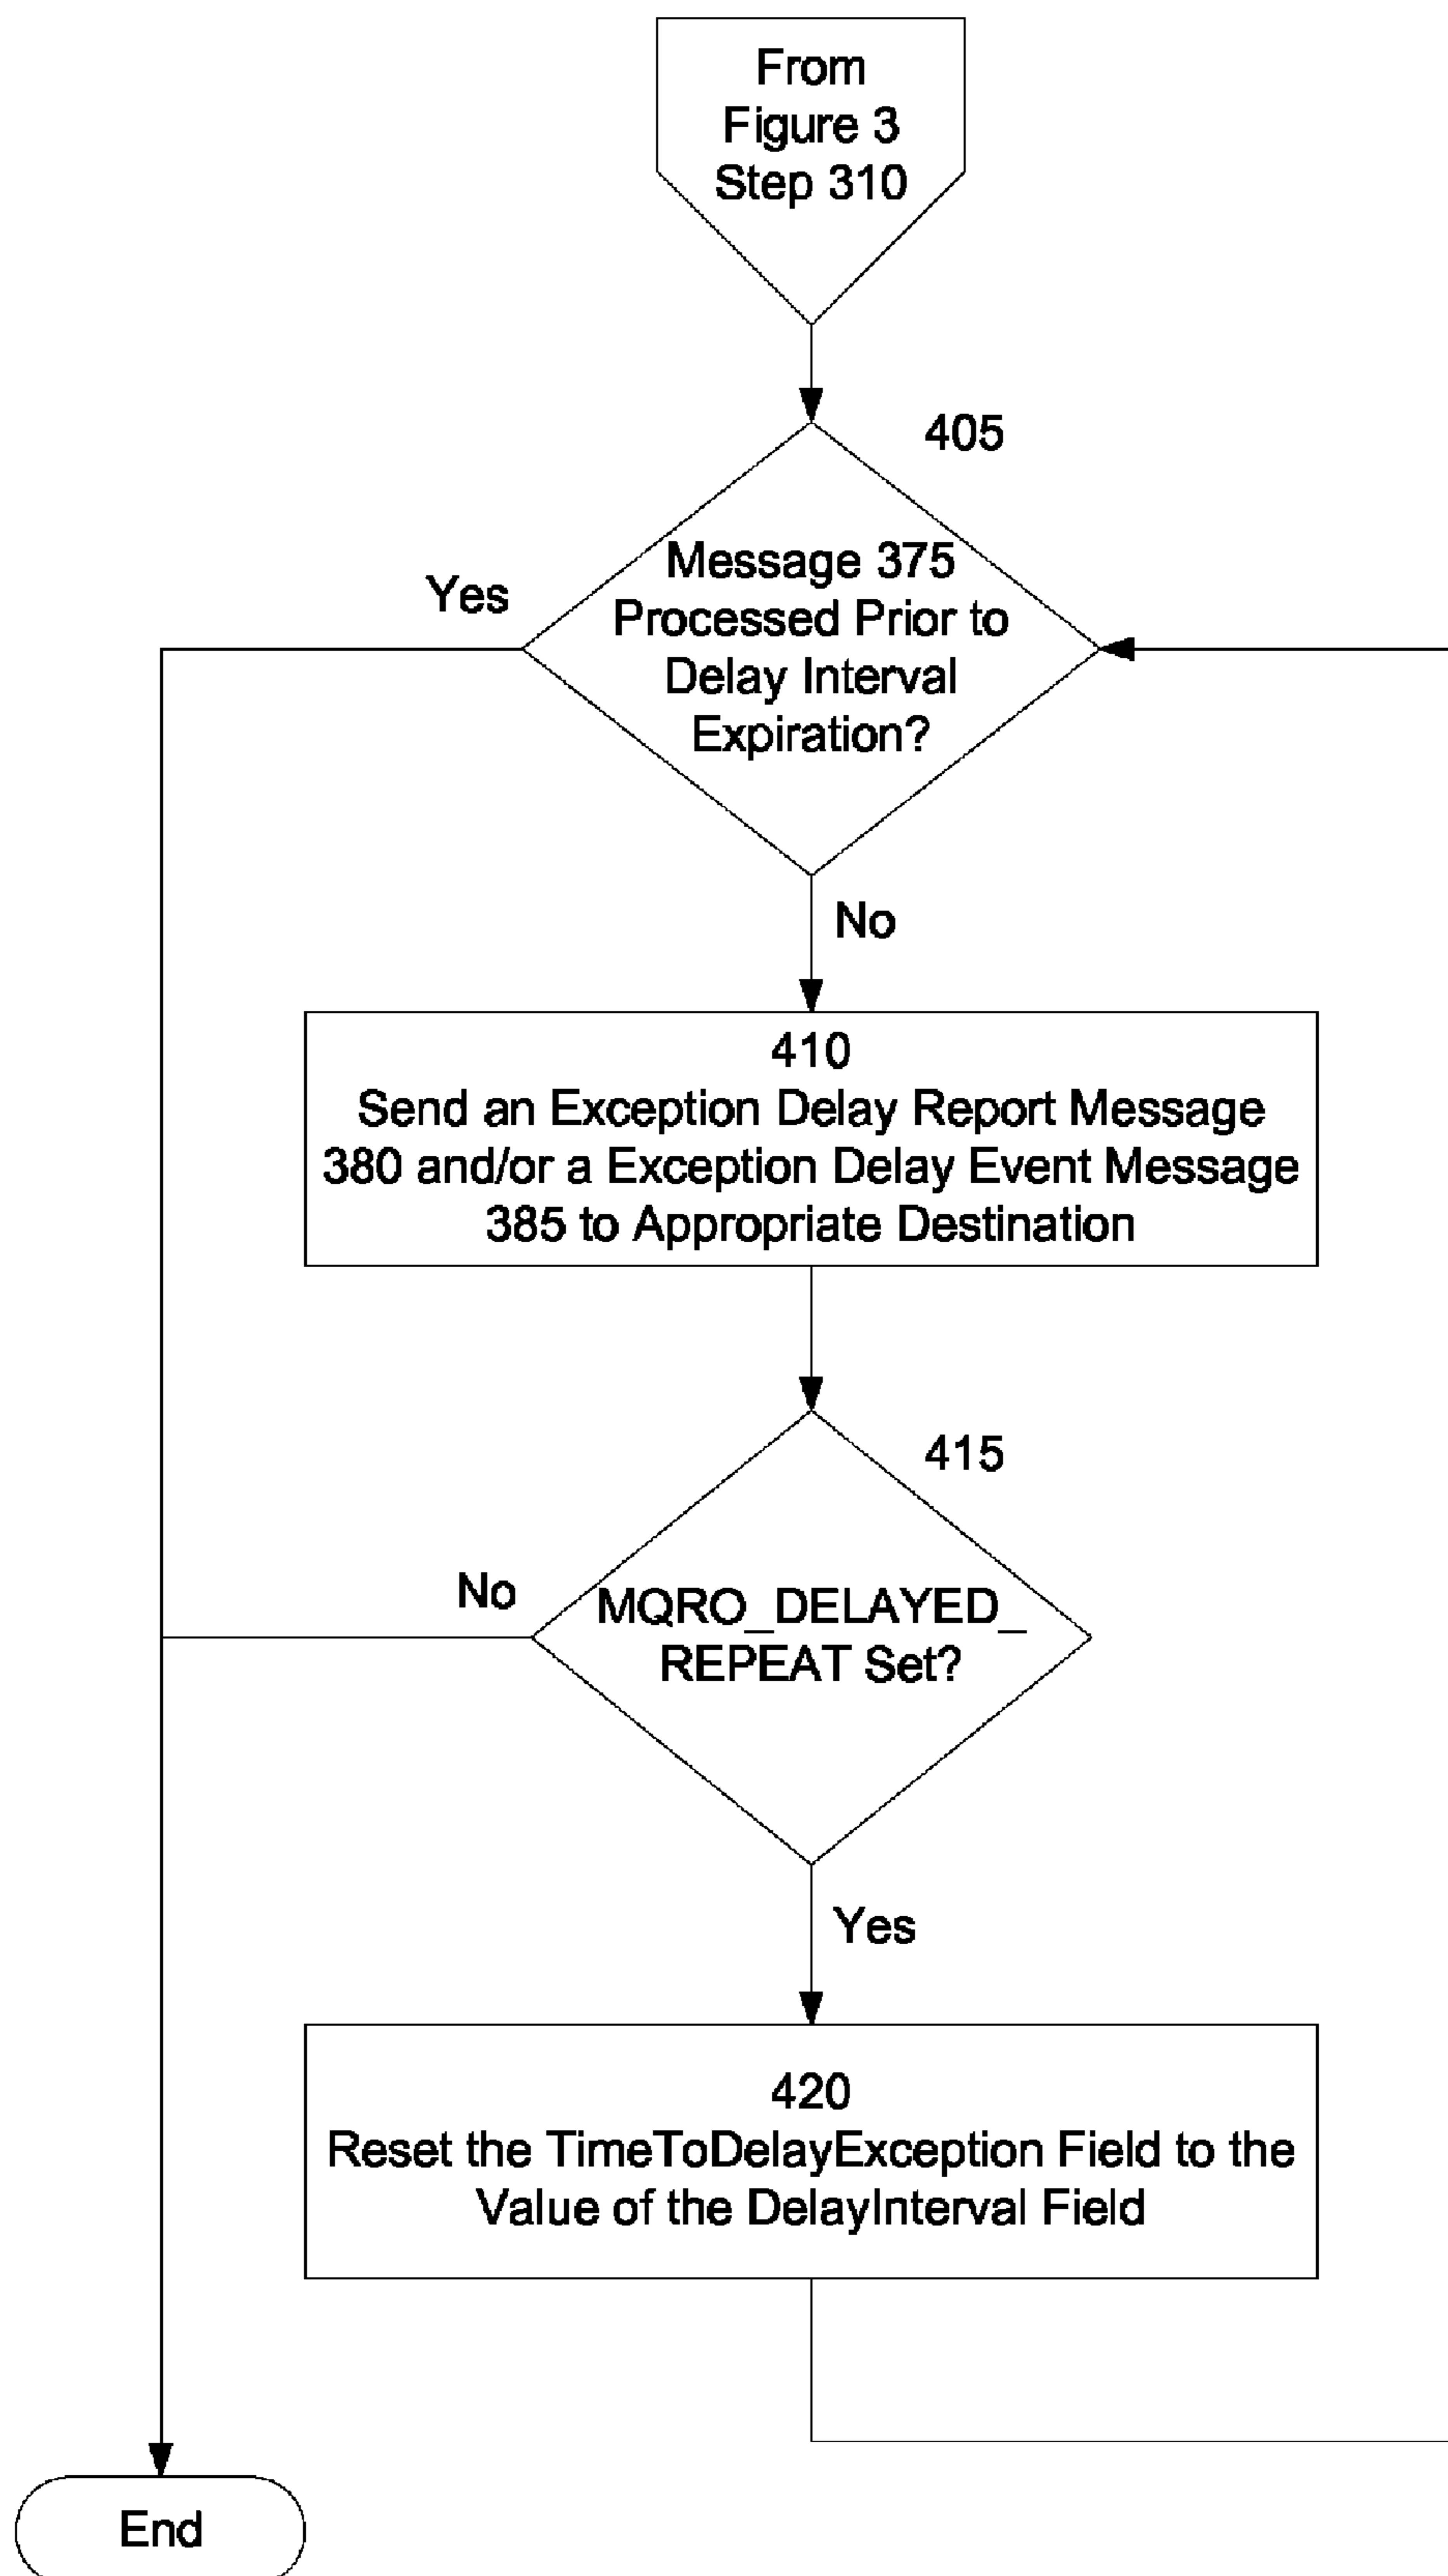 From
Figure 3
Step 310
405
Message 375
Processed Prior to
Delay Interval
Expiration?
Yes
No
410
Send an Exception Delay Report Message
380 and/or a Exception Delay Event Message
385 to Appropriate Destination
415
No
MQRO_DELAYED_
REPEAT Set?
Yes
420
Reset the TimeToDelayException Field to the
Value of the DelayInterval Field
End